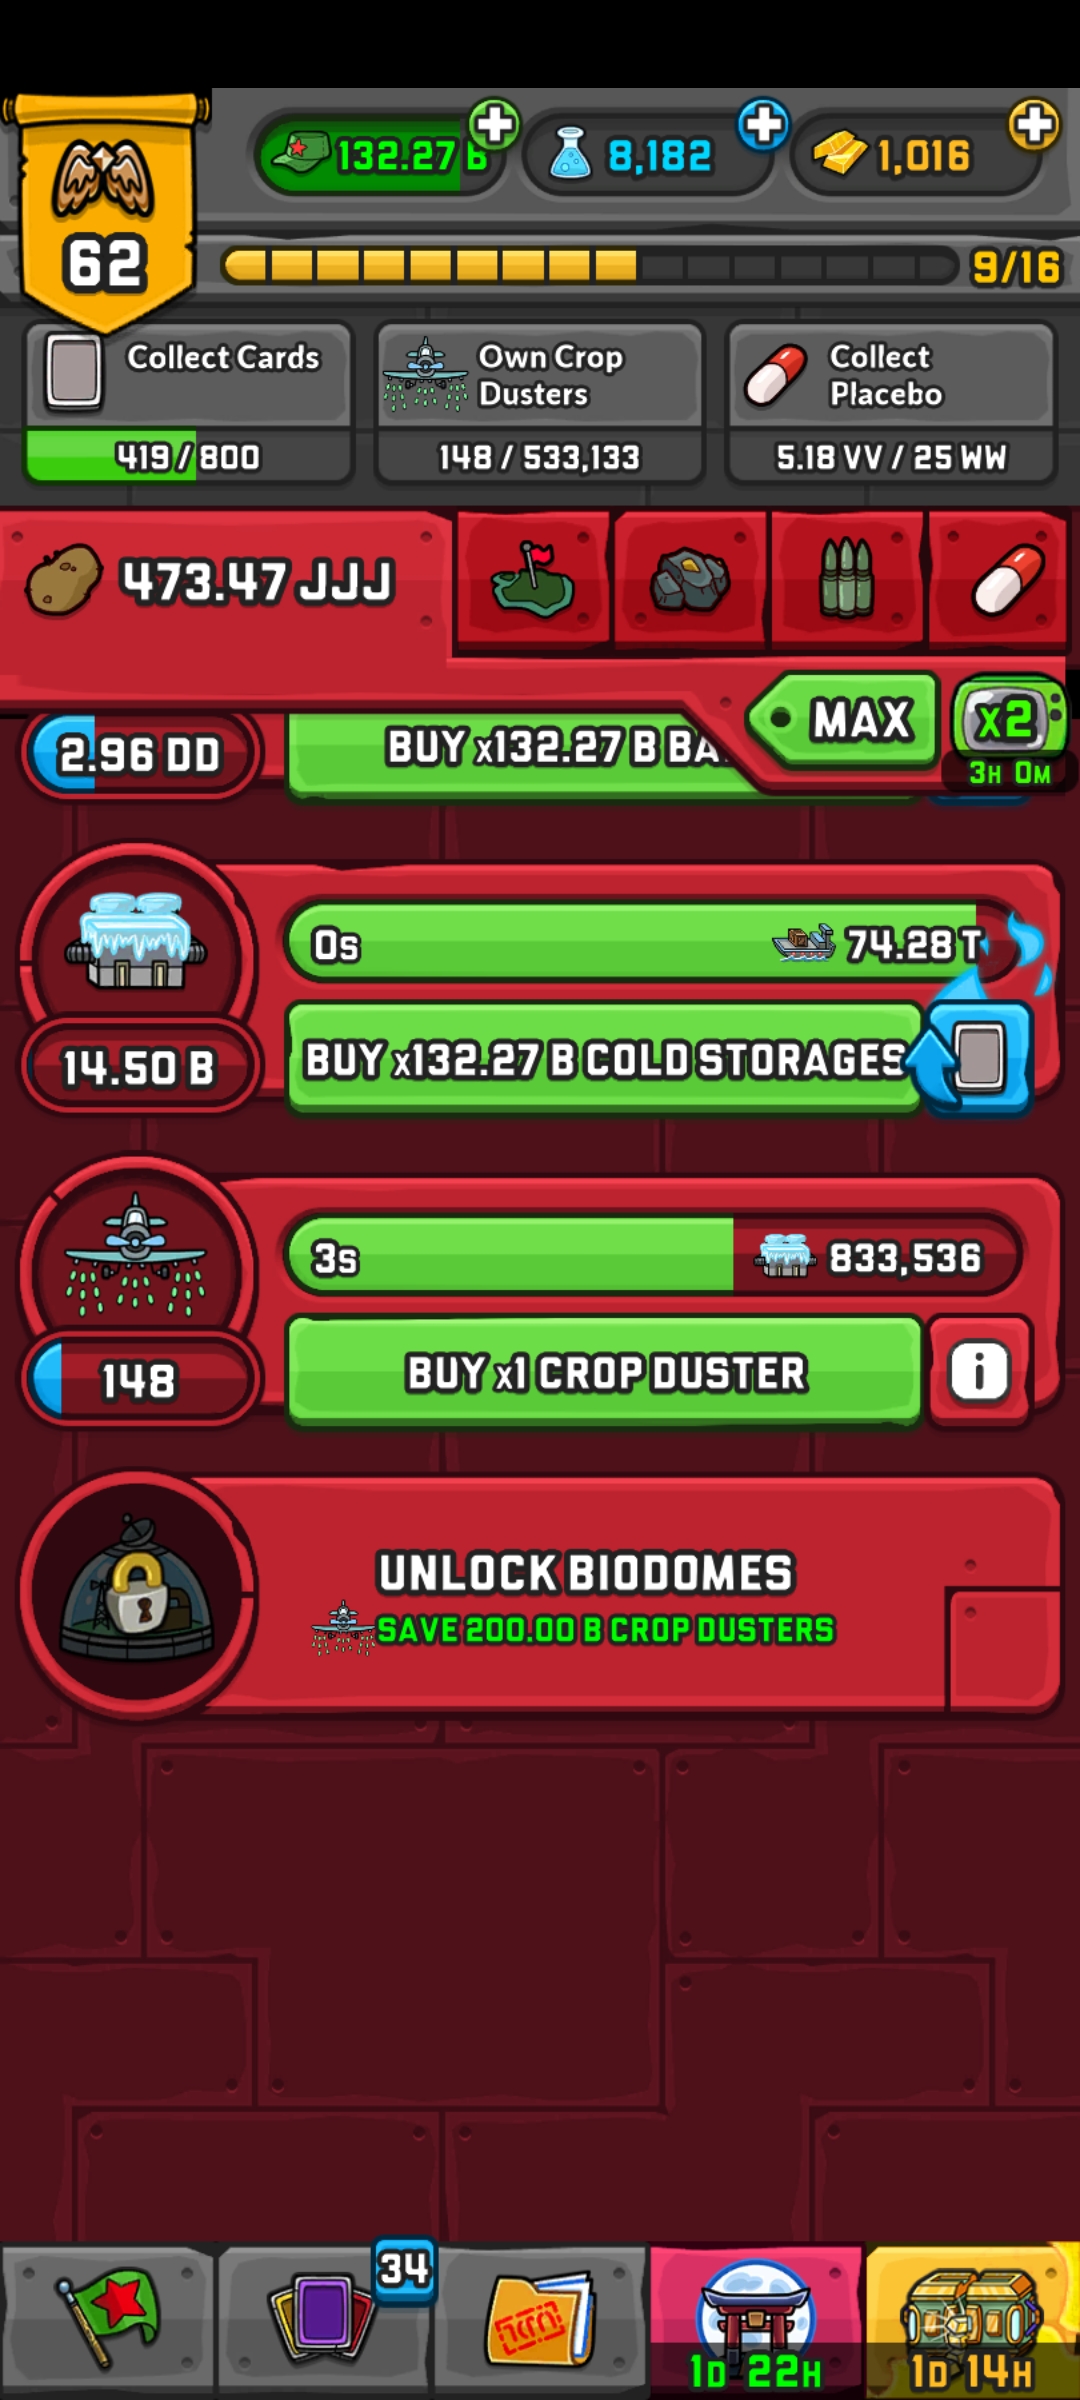 132.27 B
8,182
1,016
62
9/16
Collect Cards
419 / 800
Own Crop
Dusters
148 / 533,133
Collect
Placebo
5.18 VV / 25 WW
473.47 JJJ
MAX
x2
3H 0M
2.96 DD
BUY x132.27 B BA
0s
74.28 T
14.50 B
BUY x132.27 B COLD STORAGES
3s
833,536
148
BUY x1 CROP DUSTER
i
UNLOCK BIODOMES
SAVE 200.00 B CROP DUSTERS
34
1D 22H
1D 14H